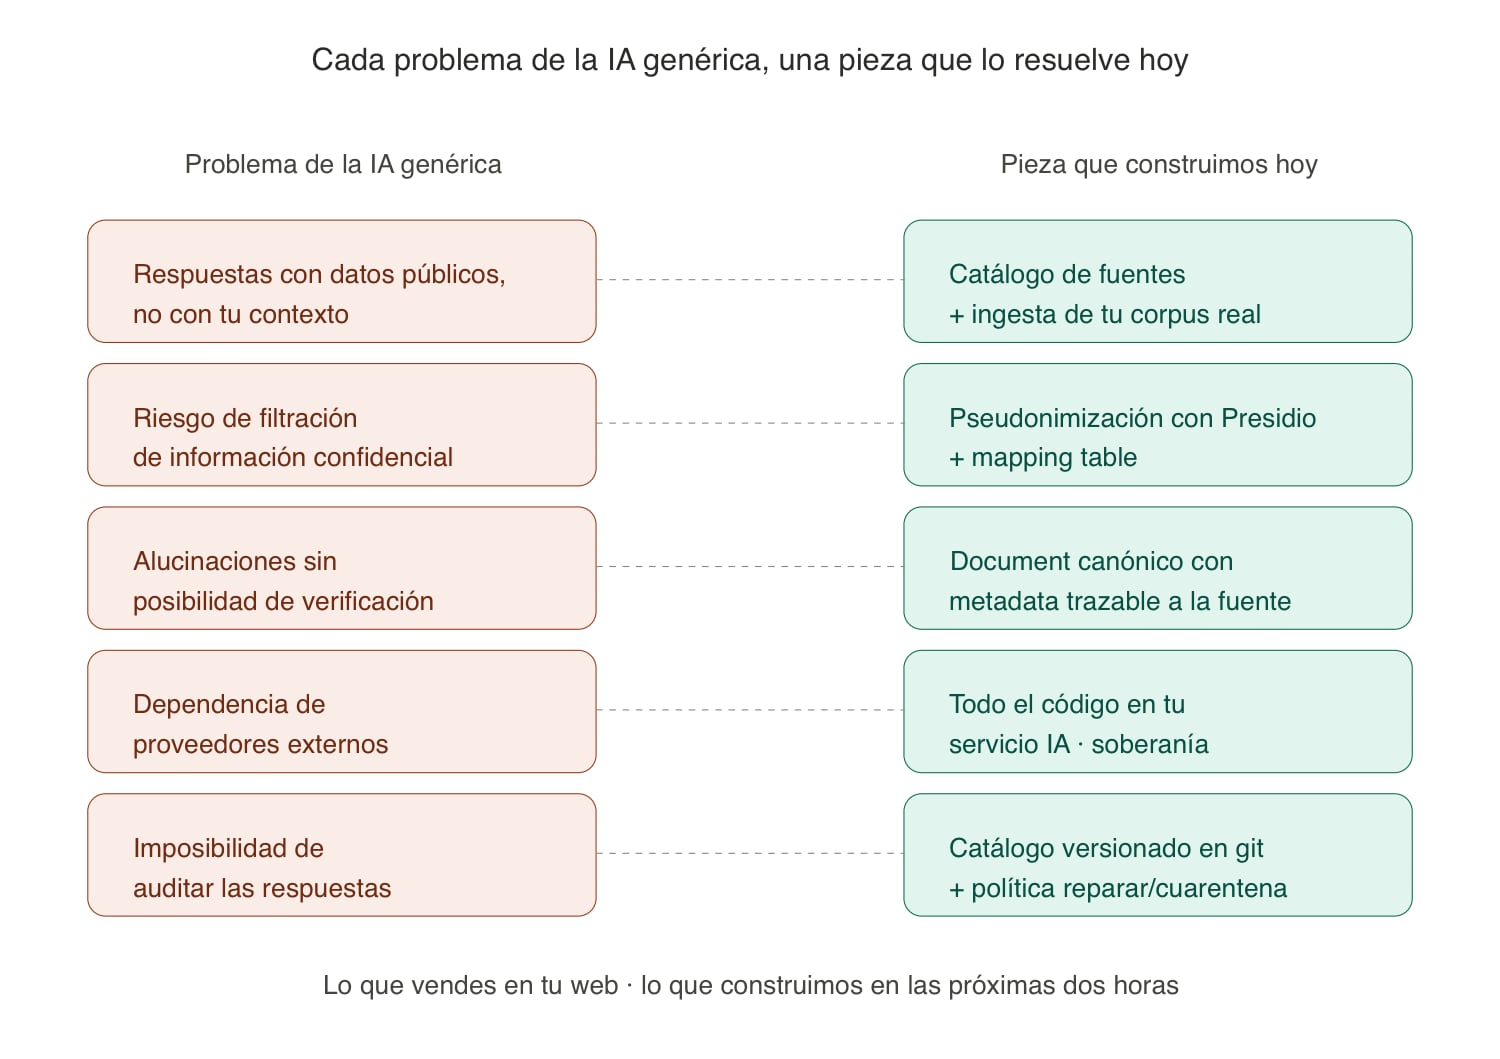 Cada problema de la IA genérica, una pieza que lo resuelve hoy
Problema de la IA genérica
Pieza que construimos hoy
Respuestas con datos públicos,
no con tu contexto
Catálogo de fuentes
+ ingesta de tu corpus real
Riesgo de filtración
de información confidencial
Pseudonimización con Presidio
+ mapping table
Alucinaciones sin
posibilidad de verificación
Document canónico con
metadata trazable a la fuente
Dependencia de
proveedores externos
Todo el código en tu
servicio IA · soberanía
Imposibilidad de
auditar las respuestas
Catálogo versionado en git
+ política reparar/cuarentena
Lo que vendes en tu web · lo que construimos en las próximas dos horas